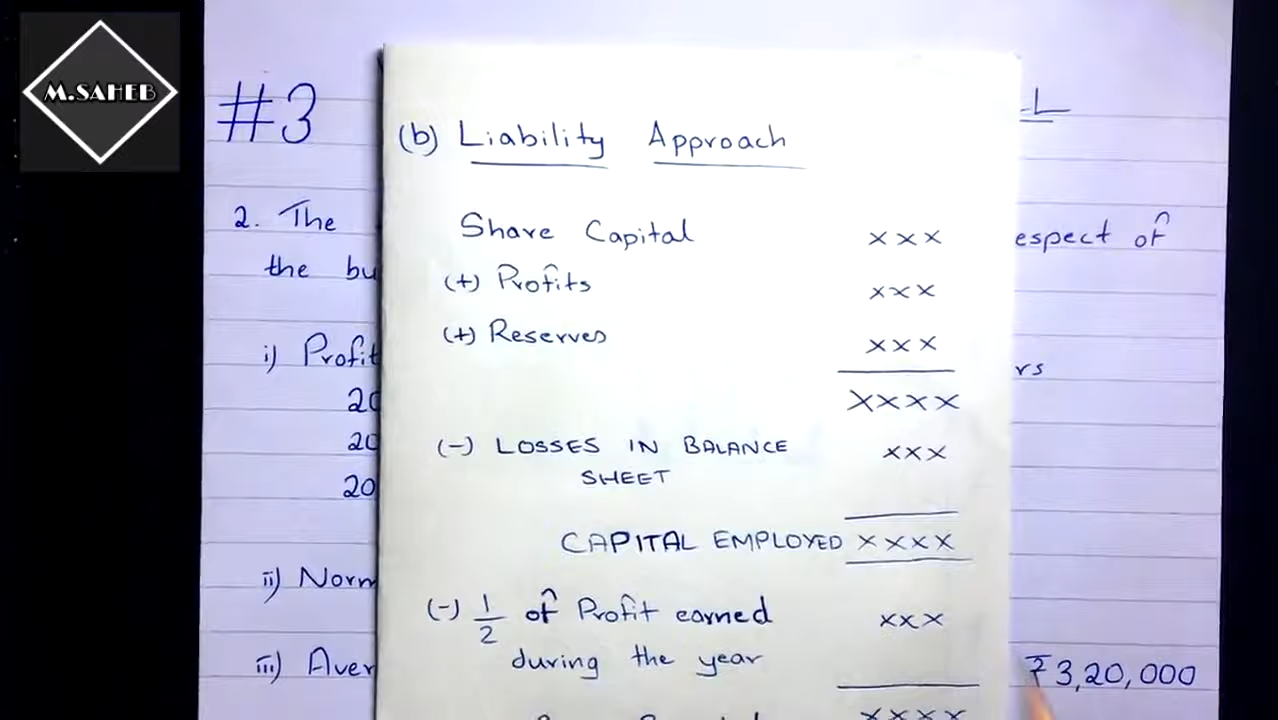 M.SAHEB
#3
(b) Liability Approach
2. The
espect of
Share Capital xxx
the bu
(+) Profits xxx
(+) Reserves xxx
i) Profit
rs
20
xxxx
20
(-) LOSSES IN BALANCE xxx
SHEET
20
CAPITAL EMPLOYED xxxx
ii) Norm
(-) 1/2 of Profit earned xxx
during the year
iii) Aver
₹3,20,000
xxxx